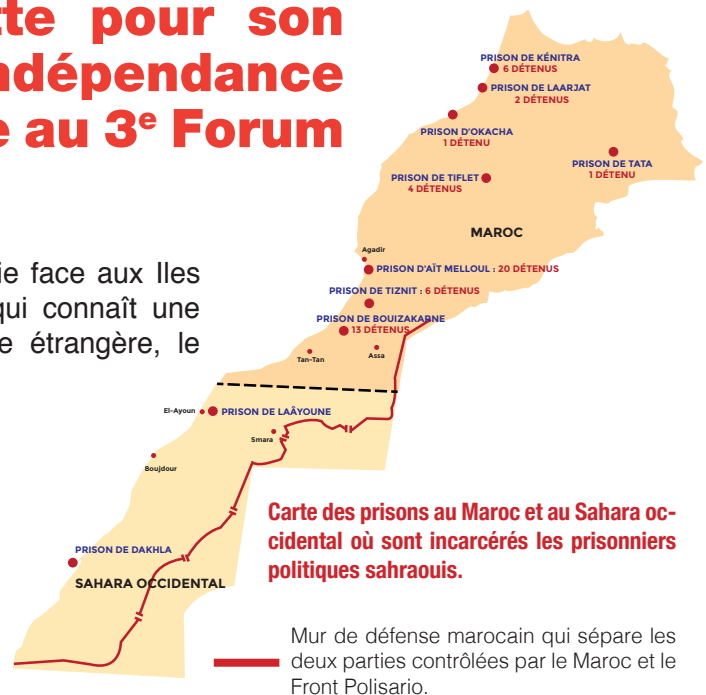 tte pour son
ndépendance
e au 3e Forum
ie face aux Iles
qui connaît une
e étrangère, le
PRISON DE KÉNITRA
6 DÉTENUS
PRISON DE LAARJAT
2 DÉTENUS
PRISON D'OKACHA
1 DÉTENU
PRISON DE TATA
1 DÉTENU
PRISON DE TIFLET
4 DÉTENUS
MAROC
Agadir
PRISON D'AÏT MELLOUL : 20 DÉTENUS
PRISON DE TIZNIT : 6 DÉTENUS
PRISON DE BOUIZAKARNE
13 DÉTENUS
Tan-Tan
Assa
El-Ayoun
PRISON DE LAÂYOUNE
Smara
Boujdour
PRISON DE DAKHLA
SAHARA OCCIDENTAL
Carte des prisons au Maroc et au Sahara oc-
cidental où sont incarcérés les prisonniers
politiques sahraouis.
Mur de défense marocain qui sépare les
deux parties contrôlées par le Maroc et le
Front Polisario.